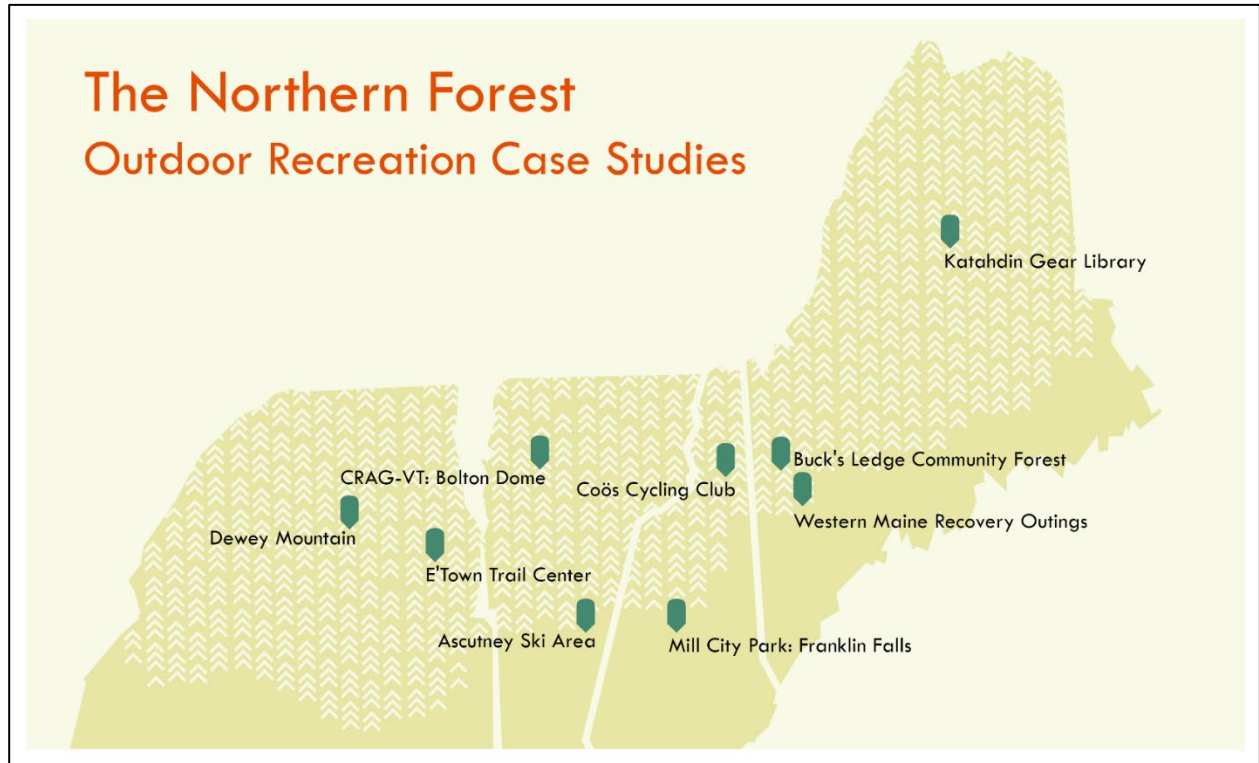 The Northern Forest
Outdoor Recreation Case Studies
Katahdin Gear Library
Buck's Ledge Community Forest
CRAG-VT: Bolton Dome
Coös Cycling Club
Western Maine Recovery Outings
Dewey Mountain
E'Town Trail Center
Ascutney Ski Area
Mill City Park: Franklin Falls